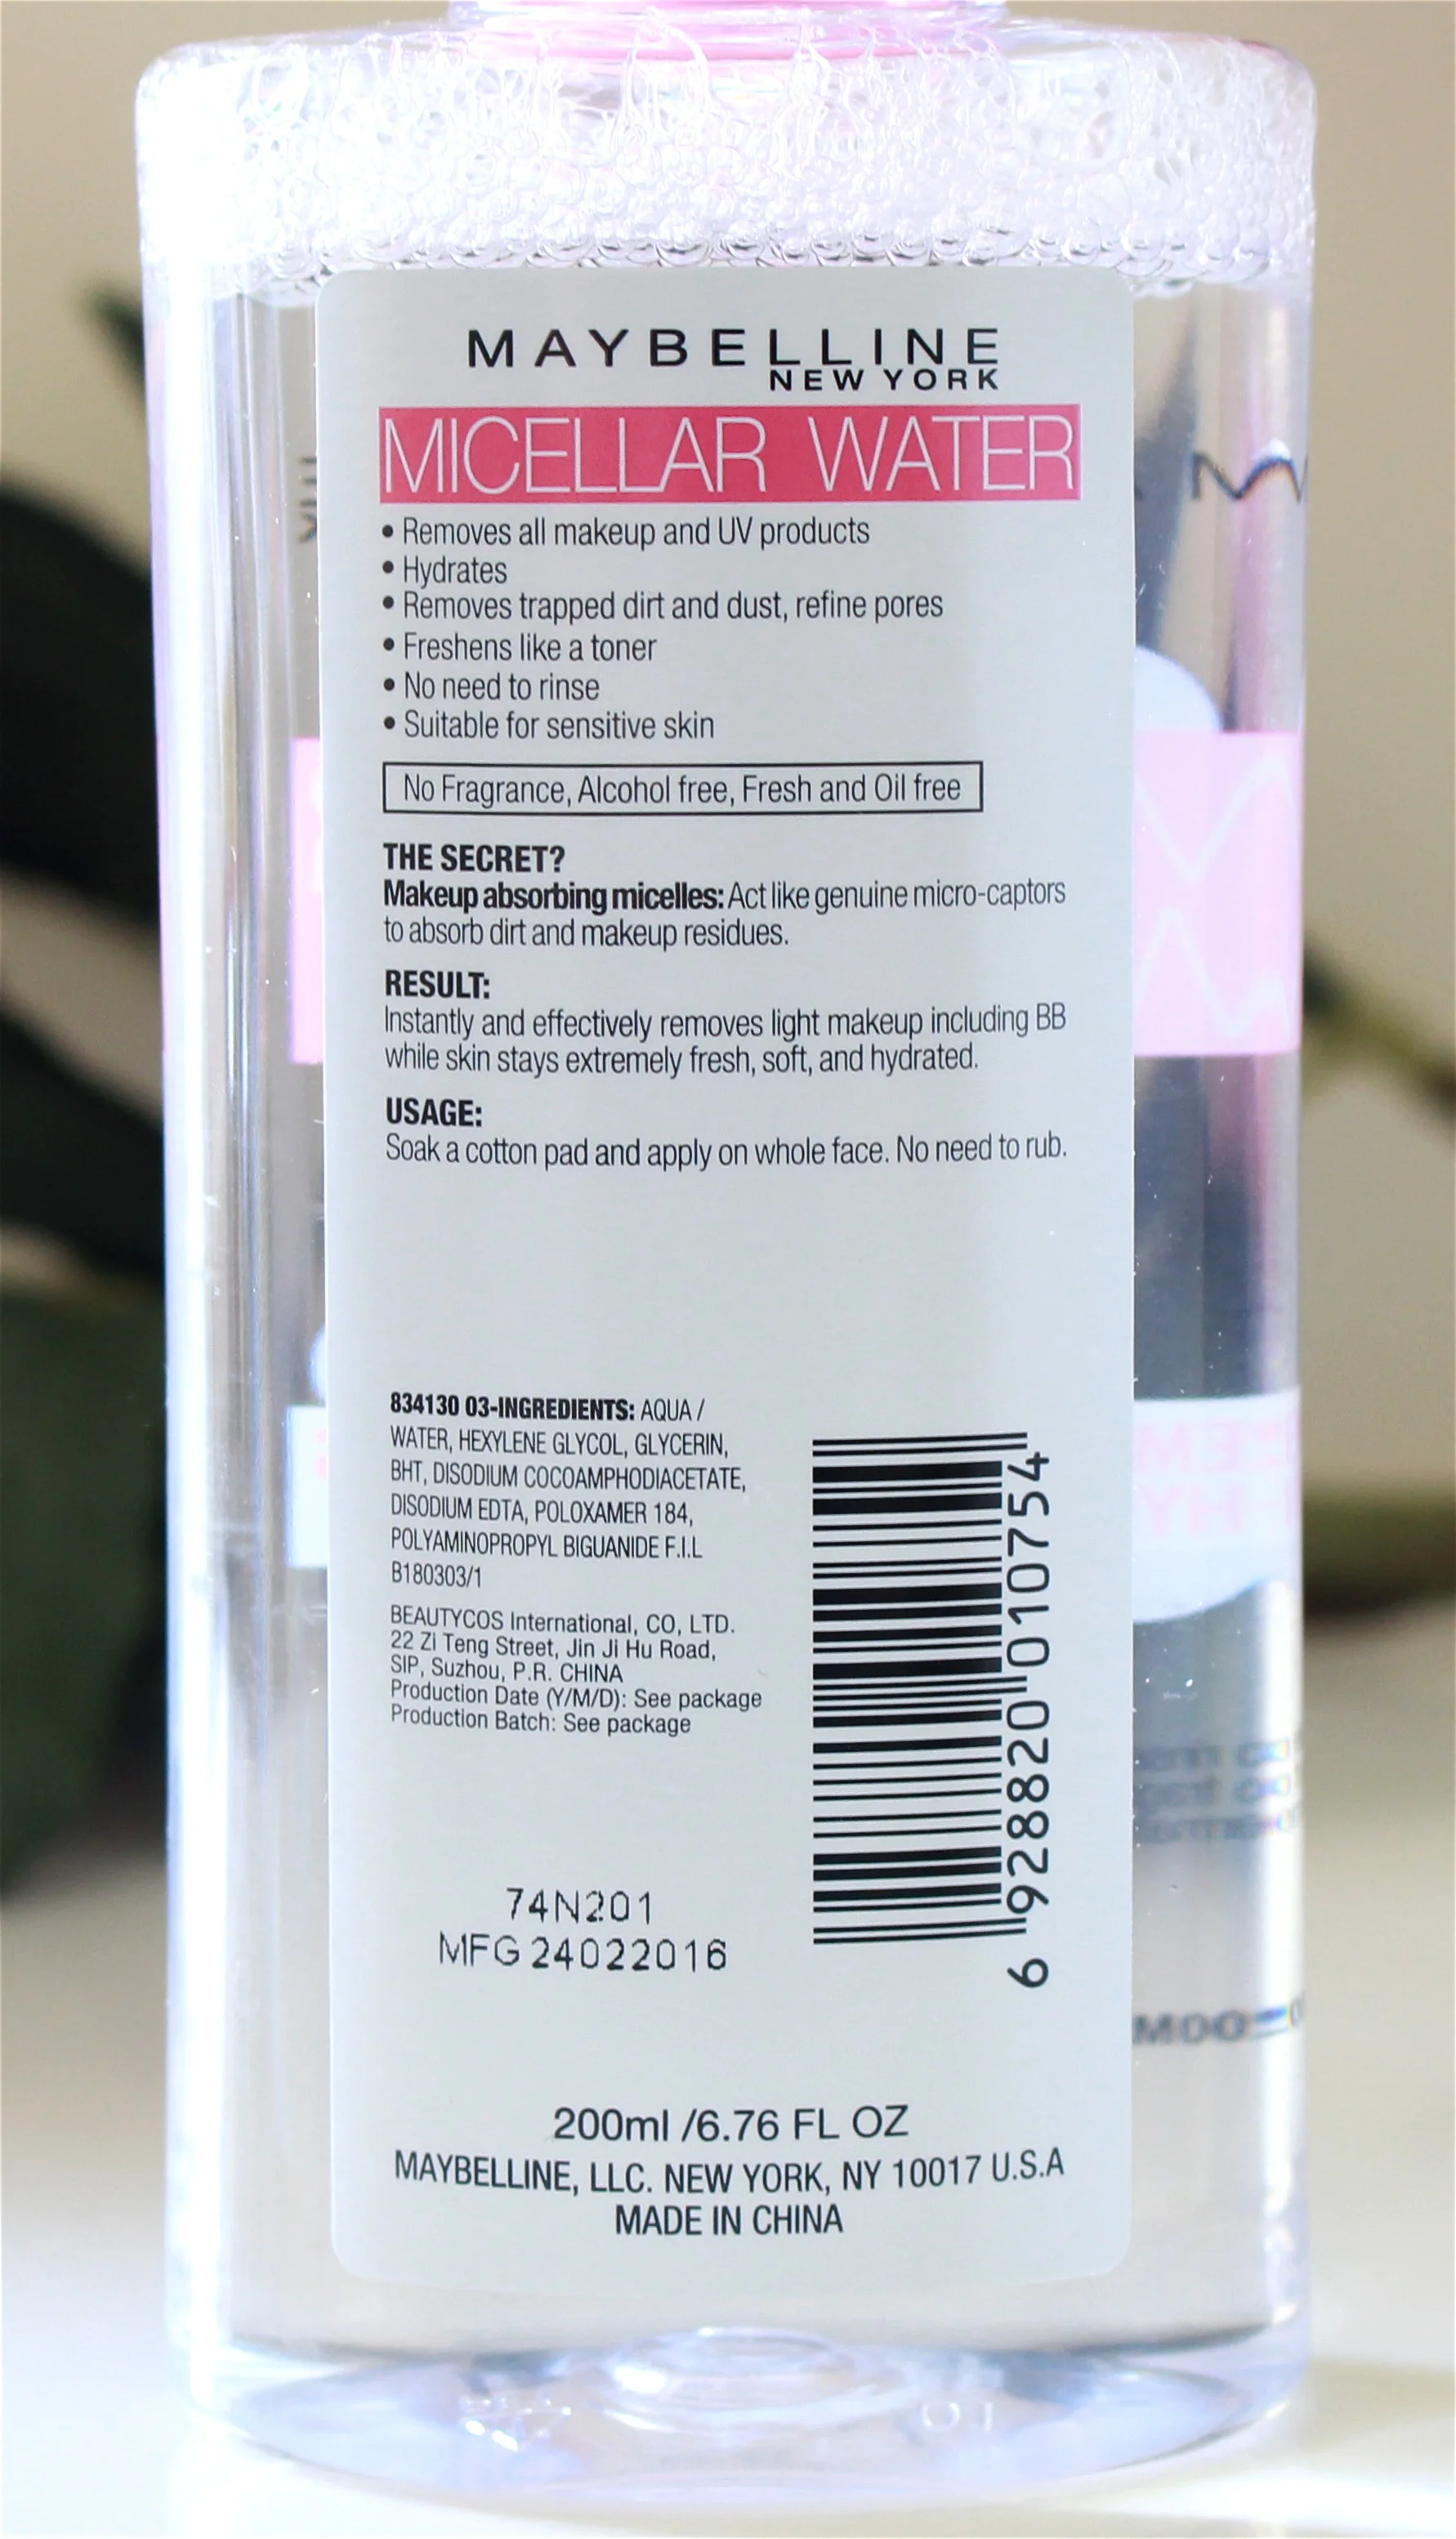 MAYBELLINE
NEW YORK
MICELLAR WATER
• Removes all makeup and UV products
• Hydrates
• Removes trapped dirt and dust, refine pores
• Freshens like a toner
• No need to rinse
• Suitable for sensitive skin
No Fragrance, Alcohol free, Fresh and Oil free
THE SECRET?
Makeup absorbing micelles: Act like genuine micro-captors
to absorb dirt and makeup residues.
RESULT:
Instantly and effectively removes light makeup including BB
while skin stays extremely fresh, soft, and hydrated.
USAGE:
Soak a cotton pad and apply on whole face. No need to rub.
834130 03-INGREDIENTS: AQUA /
WATER, HEXYLENE GLYCOL, GLYCERIN,
BHT, DISODIUM COCOAMPHODIACETATE,
DISODIUM EDTA, POLOXAMER 184,
POLYAMINOPROPYL BIGUANIDE F.I.L
B180303/1
BEAUTYCOS International, CO, LTD.
22 Zi Teng Street, Jin Ji Hu Road,
SIP, Suzhou, P.R. CHINA
Production Date (Y/M/D): See package
Production Batch: See package
6 928820 010754
74N201
MFG 24022016
200ml /6.76 FL OZ
MAYBELLINE, LLC. NEW YORK, NY 10017 U.S.A
MADE IN CHINA